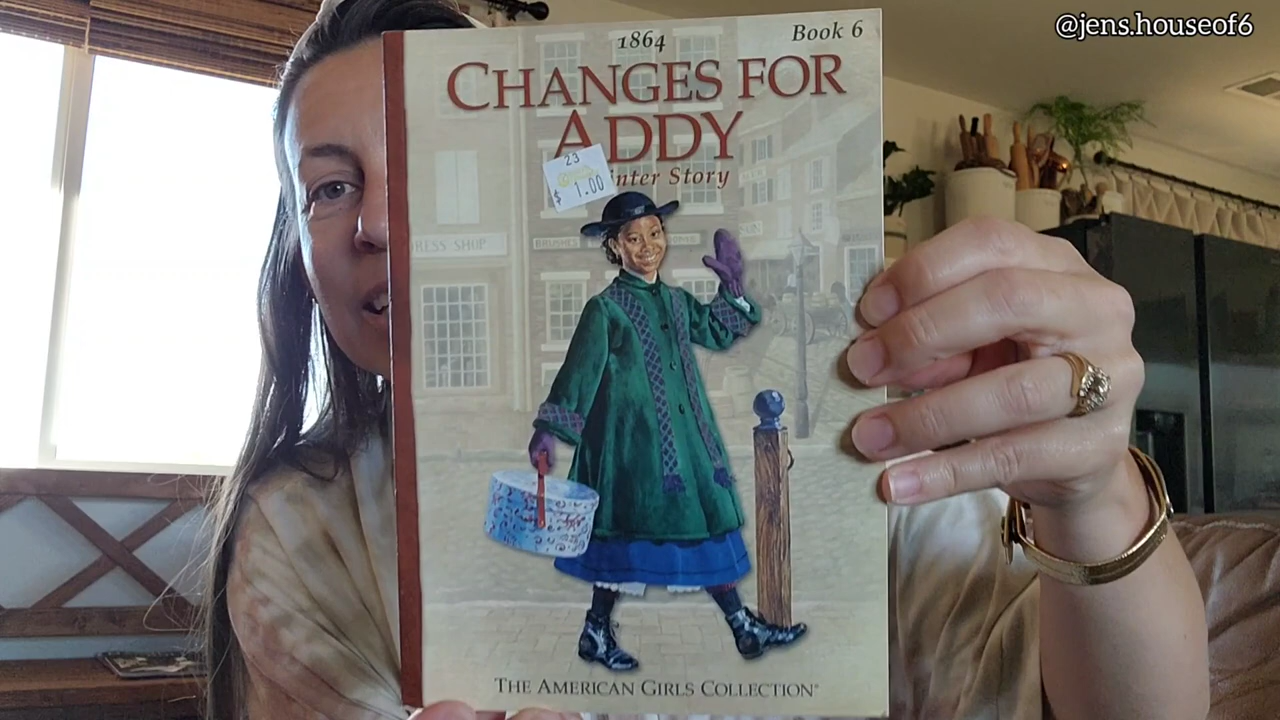 @jens.houseof6
1864
Book 6
CHANGES FOR
ADDY
inter Story
23
$ 1.00
RESS-SHOP
BRUSHES
THE AMERICAN GIRLS COLLECTION®